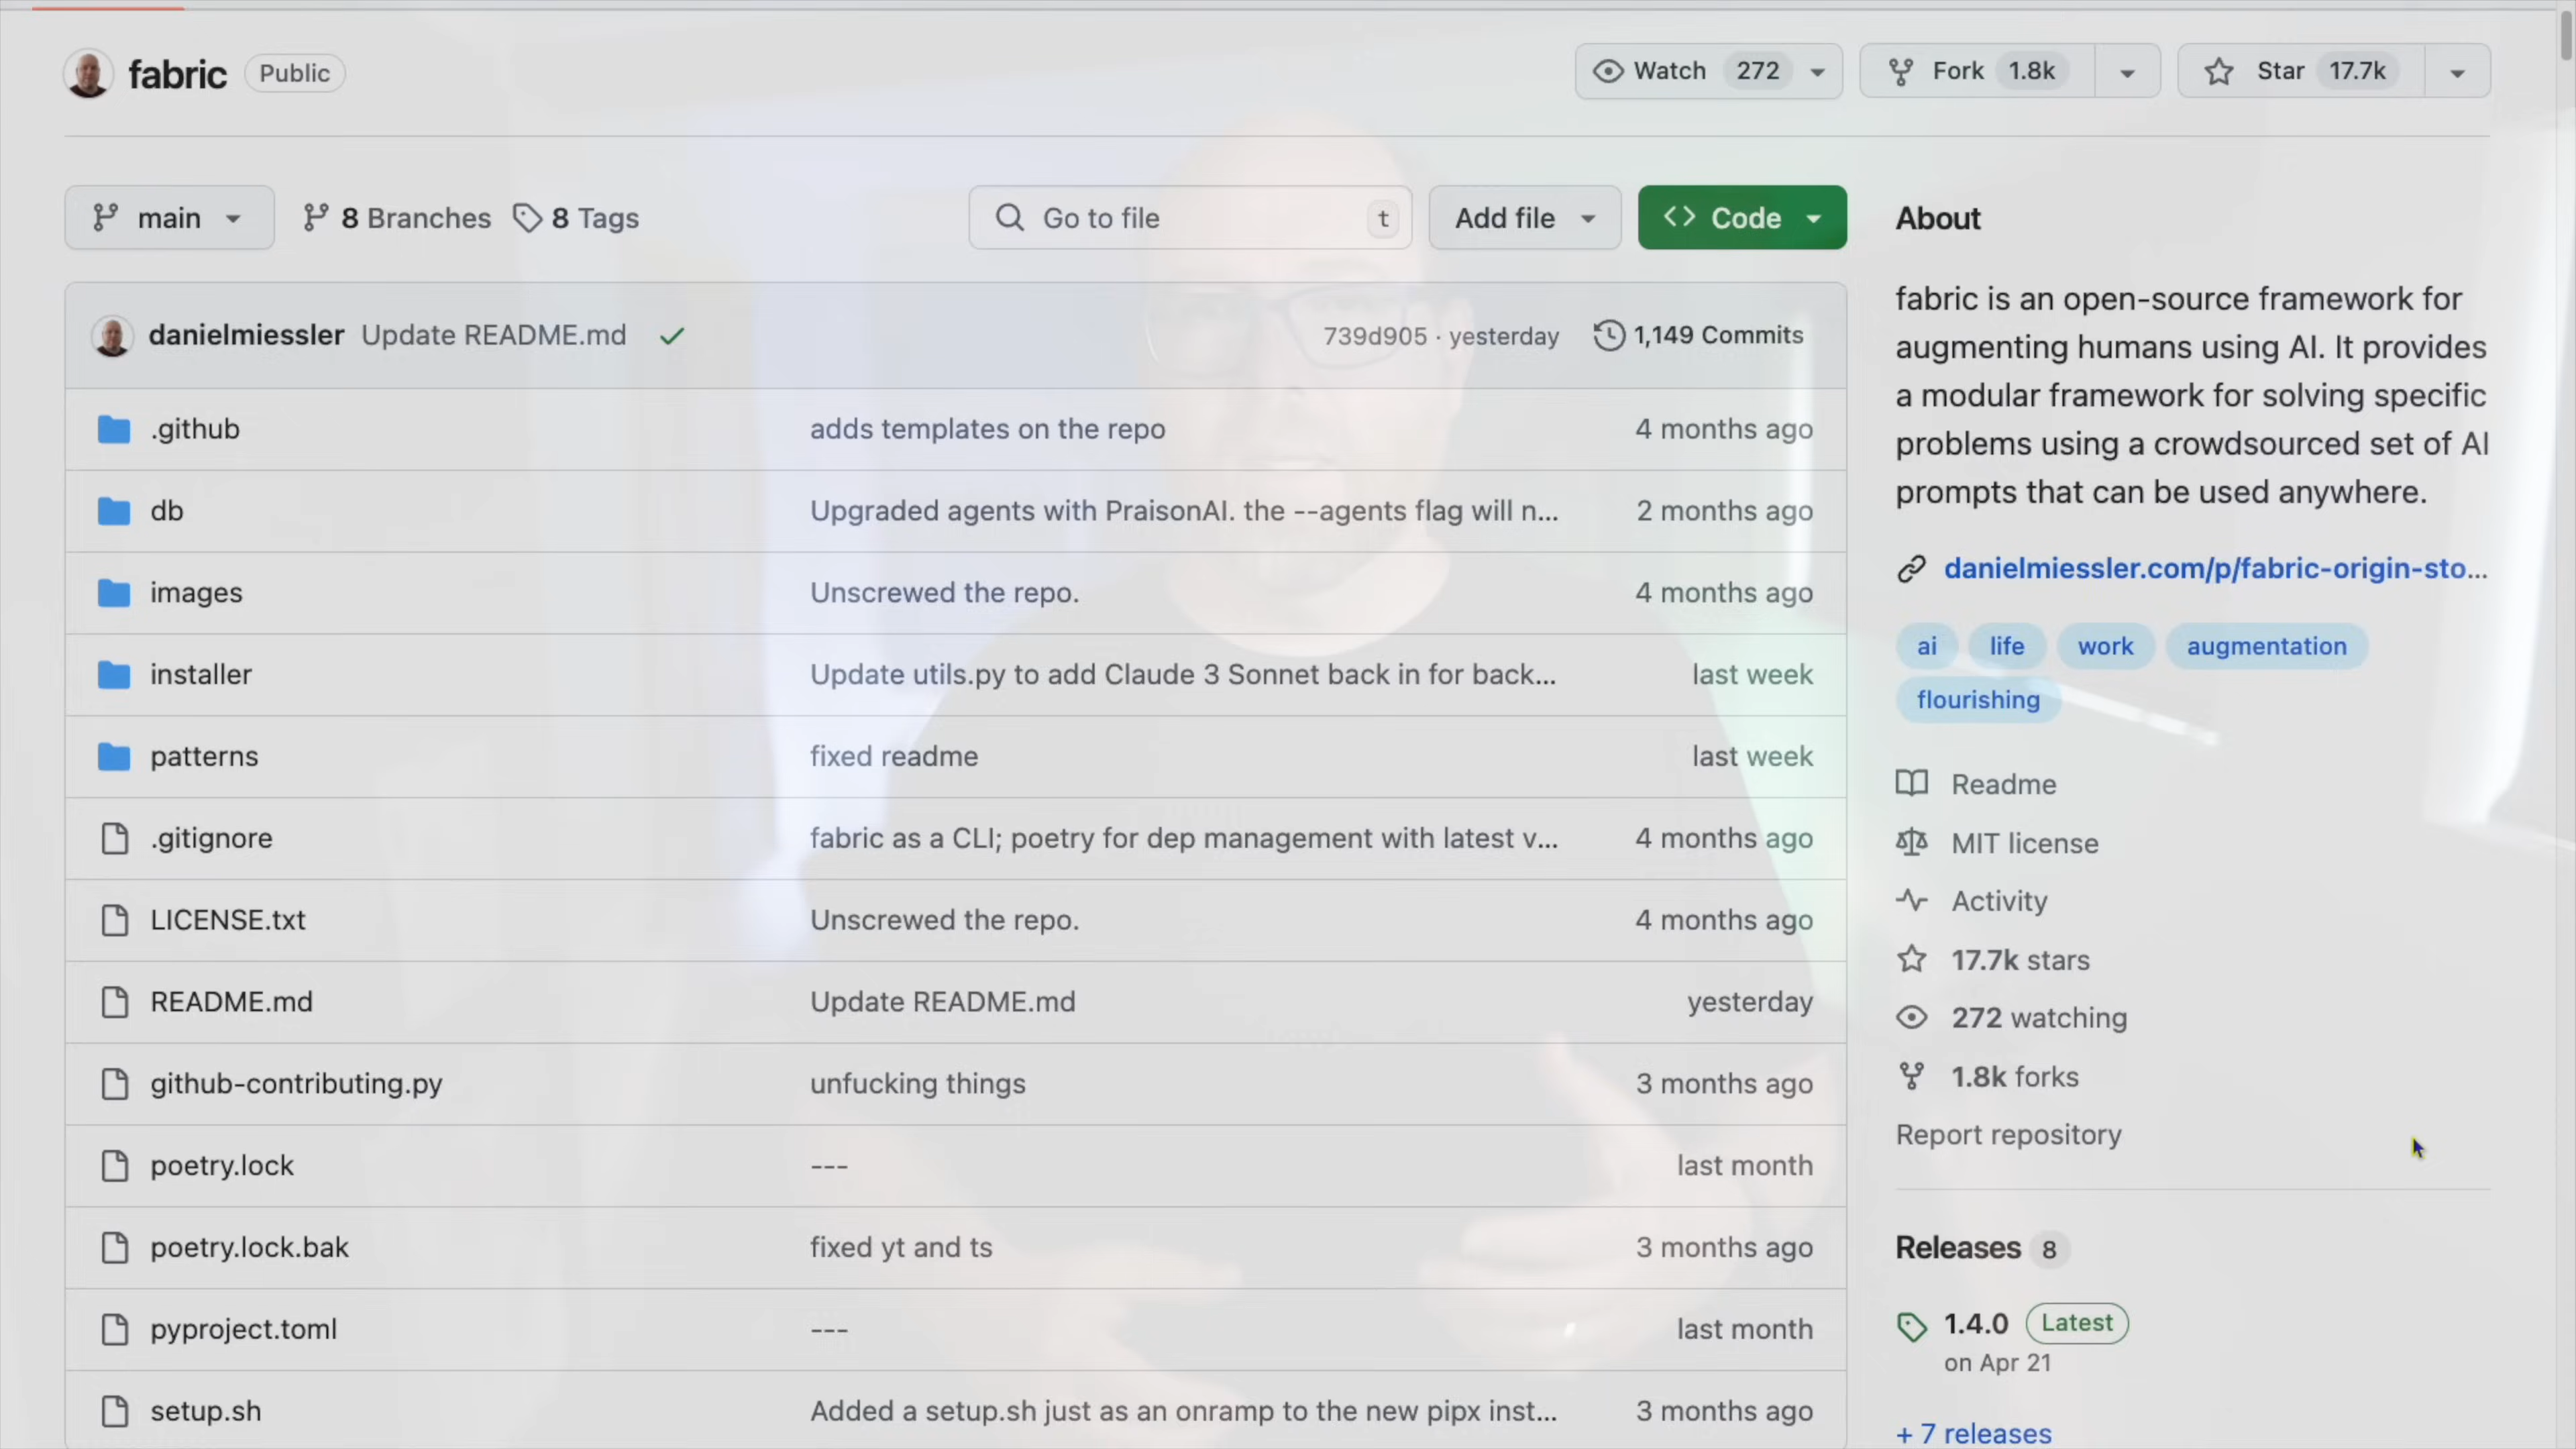 fabric Public Watch 272 Fork 1.8k Star 17.7k
main 8 Branches 8 Tags Go to file t Add file Code
danielmiessler Update README.md 739d905 · yesterday 1,149 Commits
.github adds templates on the repo 4 months ago
db Upgraded agents with PraisonAI. the --agents flag will n... 2 months ago
images Unscrewed the repo. 4 months ago
installer Update utils.py to add Claude 3 Sonnet back in for back... last week
patterns fixed readme last week
.gitignore fabric as a CLI; poetry for dep management with latest v... 4 months ago
LICENSE.txt Unscrewed the repo. 4 months ago
README.md Update README.md yesterday
github-contributing.py unfucking things 3 months ago
poetry.lock --- last month
poetry.lock.bak fixed yt and ts 3 months ago
pyproject.toml --- last month
setup.sh Added a setup.sh just as an onramp to the new pipx inst... 3 months ago
About
fabric is an open-source framework for
augmenting humans using AI. It provides
a modular framework for solving specific
problems using a crowdsourced set of AI
prompts that can be used anywhere.
danielmiessler.com/p/fabric-origin-sto...
ai life work augmentation
flourishing
Readme
MIT license
Activity
17.7k stars
272 watching
1.8k forks
Report repository
Releases 8
1.4.0 Latest
on Apr 21
+ 7 releases